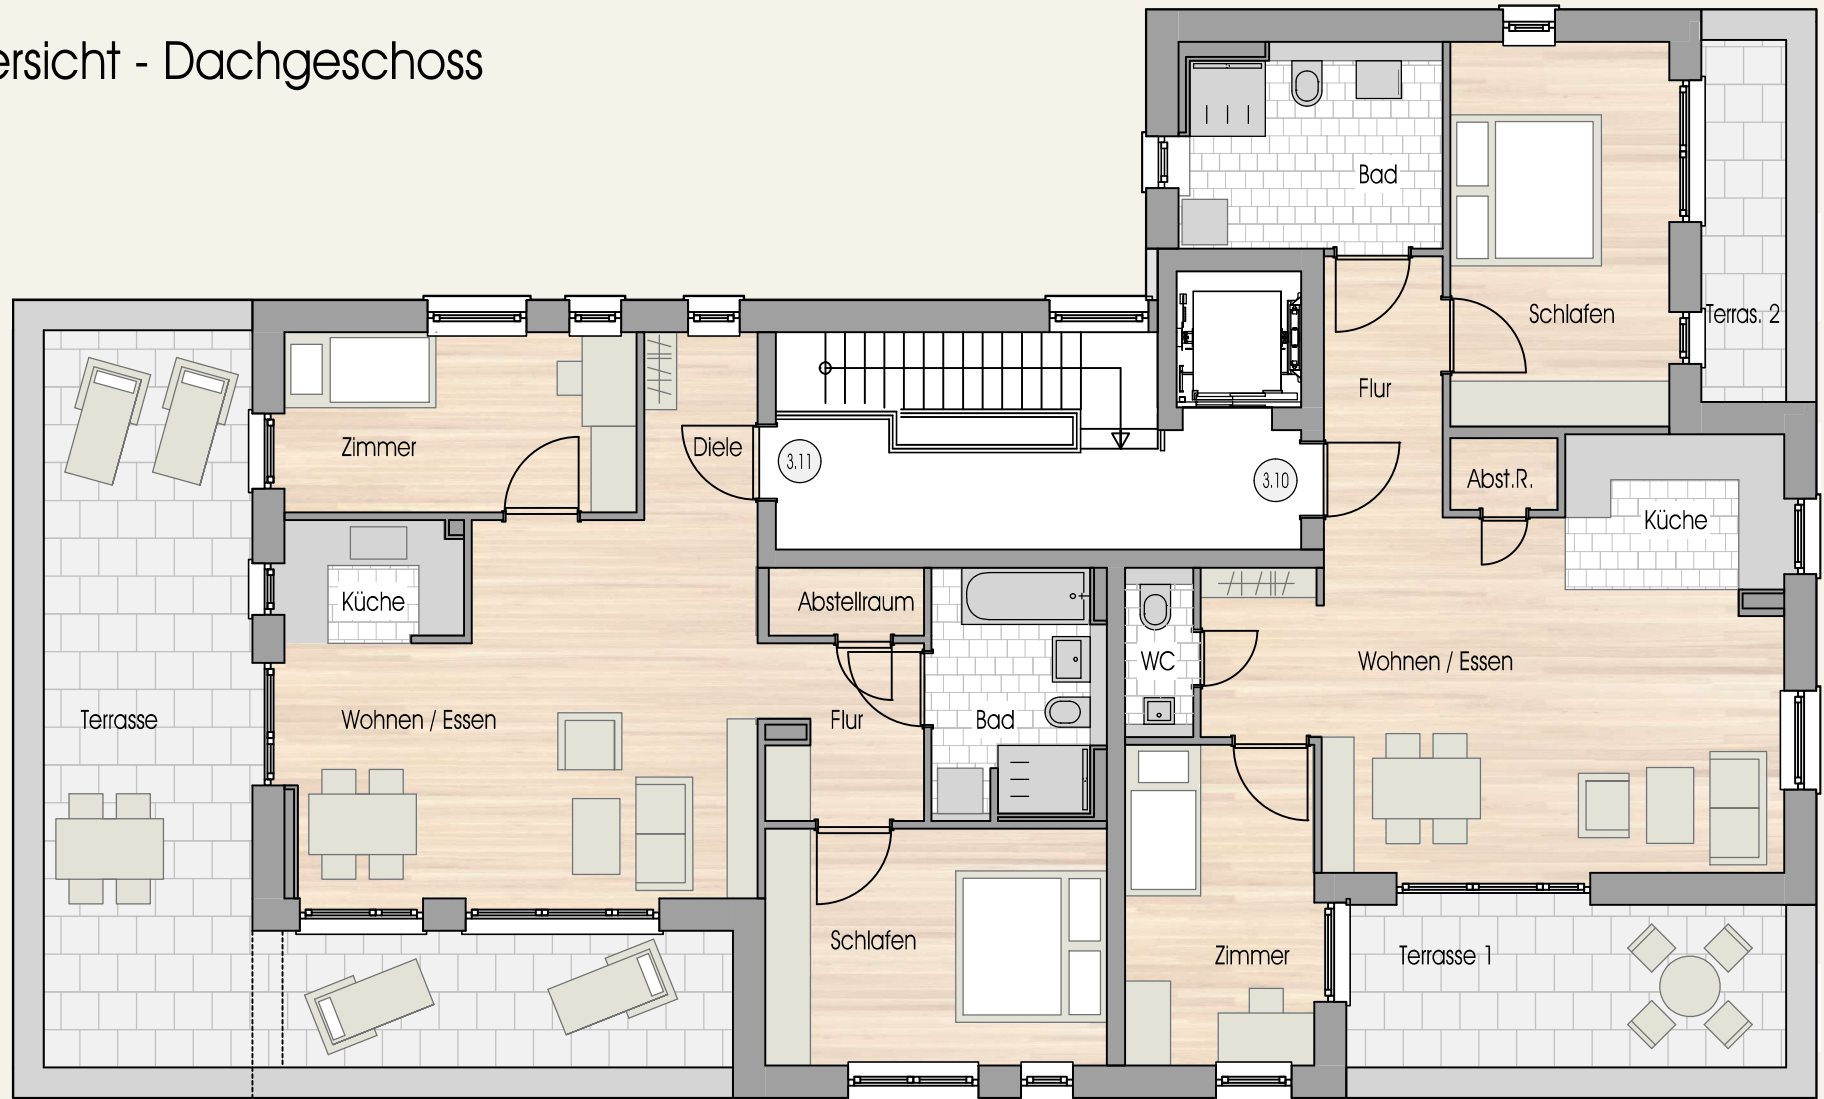 ersicht - Dachgeschoss
Bad
Schlafen
Terras. 2
Flur
Zimmer
Diele
3.11
3.10
Abst.R.
Küche
Küche
Abstellraum
WC
Wohnen / Essen
Terrasse
Wohnen / Essen
Flur
Bad
Schlafen
Zimmer
Terrasse 1